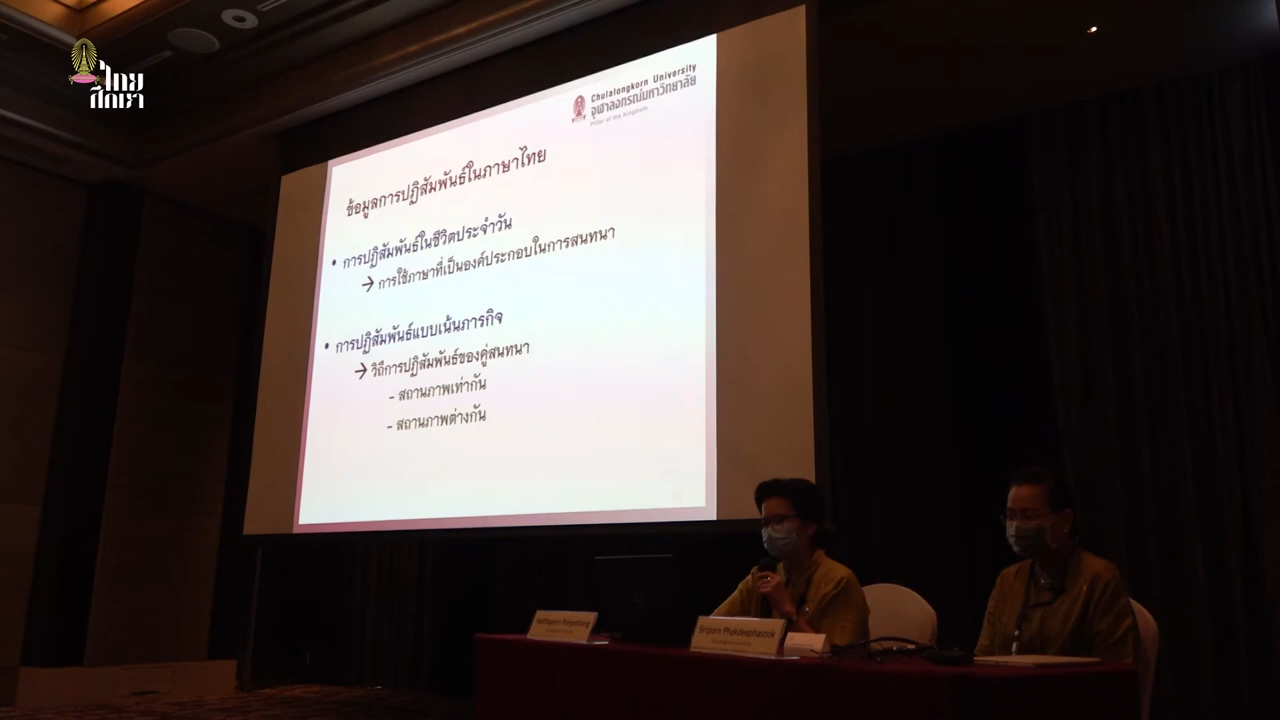 ไทย
ศึกษา
Chulalongkorn University
จุฬาลงกรณ์มหาวิทยาลัย
Pillar of the Kingdom
ข้อมูลการปฏิสัมพันธ์ในภาษาไทย
• การปฏิสัมพันธ์ในชีวิตประจำวัน
→ การใช้ภาษาที่เป็นองค์ประกอบในการสนทนา
• การปฏิสัมพันธ์แบบเน้นภารกิจ
→ วิถีการปฏิสัมพันธ์ของคู่สนทนา
- สถานภาพเท่ากัน
- สถานภาพต่างกัน
Siriporn Phakdeephasook